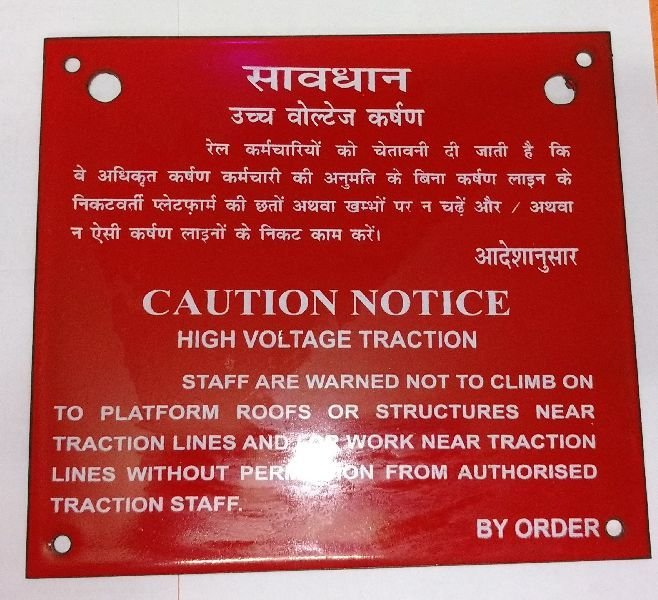 सावधान
उच्च वोल्टेज कर्षण
रेल कर्मचारियों को चेतावनी दी जाती है कि
वे अधिकृत कर्षण कर्मचारी की अनुमति के बिना कर्षण लाइन के
निकटवर्ती प्लेटफ़ार्म की छतों अथवा खम्भों पर न चढ़ें और / अथवा
न ऐसी कर्षण लाइनों के निकट काम करें।
आदेशानुसार
CAUTION NOTICE
HIGH VOLTAGE TRACTION
STAFF ARE WARNED NOT TO CLIMB ON
TO PLATFORM ROOFS OR STRUCTURES NEAR
TRACTION LINES AND WORK NEAR TRACTION
LINES WITHOUT PERMISSION FROM AUTHORISED
TRACTION STAFF.
BY ORDER